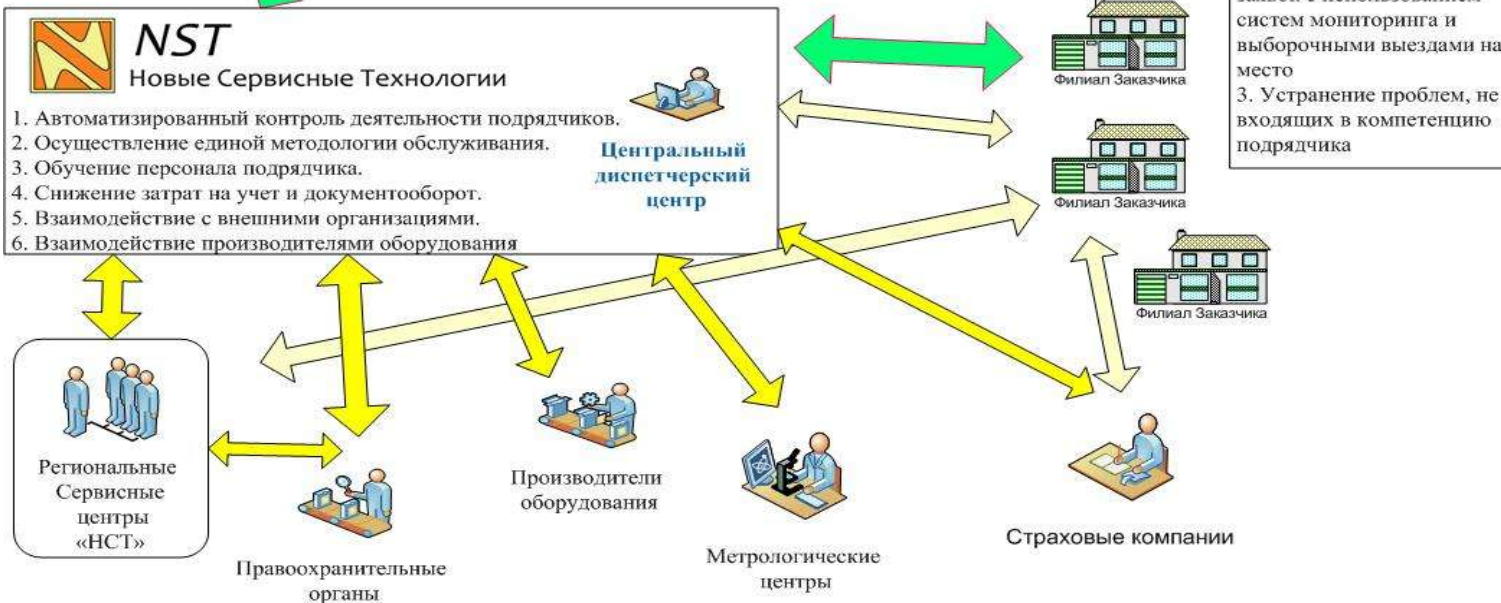 NST
Новые Сервисные Технологии
1. Автоматизированный контроль деятельности подрядчиков.
2. Осуществление единой методологии обслуживания.
3. Обучение персонала подрядчика.
4. Снижение затрат на учет и документооборот.
5. Взаимодействие с внешними организациями.
6. Взаимодействие производителями оборудования
Центральный
диспетчерский
центр
Филиал Заказчика
Филиал Заказчика
Филиал Заказчика
с использованием
систем мониторинга и
выборочными выездами на
место
3. Устранение проблем, не
входящих в компетенцию
подрядчика
Региональные
Сервисные
центры
«НСТ»
Правоохранительные
органы
Производители
оборудования
Метрологические
центры
Страховые компании